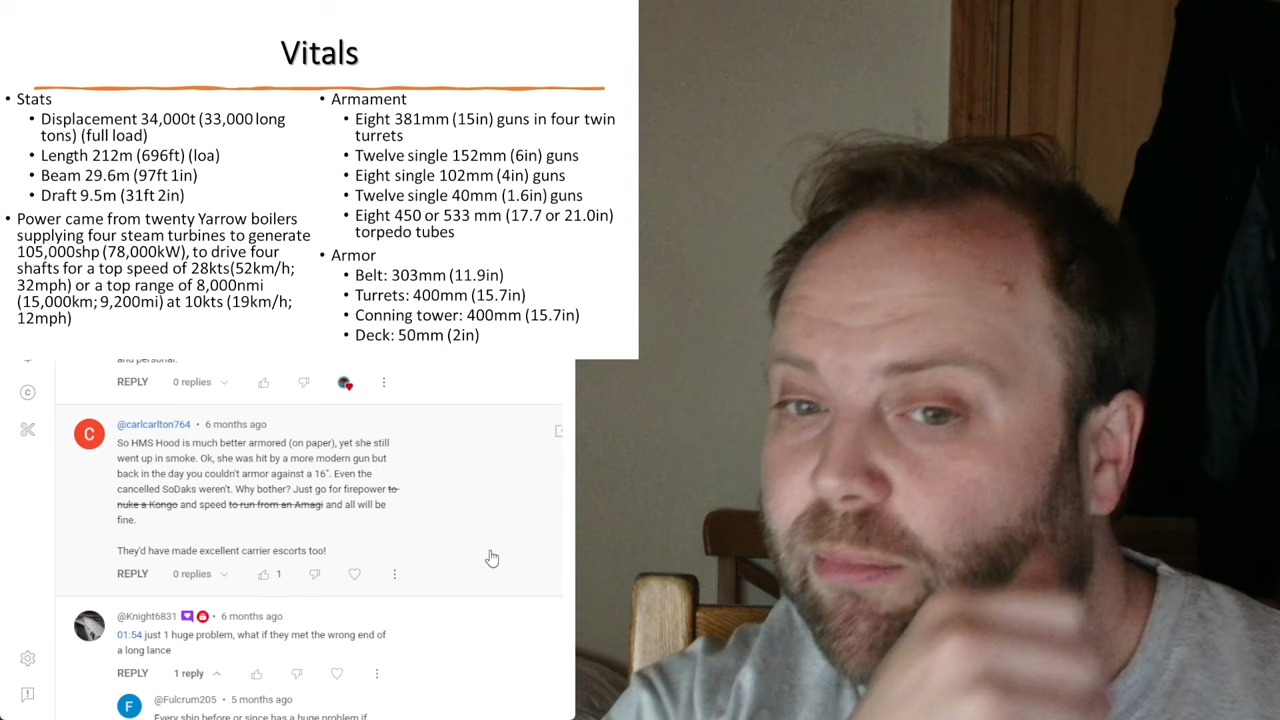 Vitals
• Stats
• Displacement 34,000t (33,000 long
tons) (full load)
• Length 212m (696ft) (loa)
• Beam 29.6m (97ft 1in)
• Draft 9.5m (31ft 2in)
• Power came from twenty Yarrow boilers
supplying four steam turbines to generate
105,000shp (78,000kW), to drive four
shafts for a top speed of 28kts(52km/h;
32mph) or a top range of 8,000nmi
(15,000km; 9,200mi) at 10kts (19km/h;
12mph)
• Armament
• Eight 381mm (15in) guns in four twin
turrets
• Twelve single 152mm (6in) guns
• Eight single 102mm (4in) guns
• Twelve single 40mm (1.6in) guns
• Eight 450 or 533 mm (17.7 or 21.0in)
torpedo tubes
• Armor
• Belt: 303mm (11.9in)
• Turrets: 400mm (15.7in)
• Conning tower: 400mm (15.7in)
• Deck: 50mm (2in)
and personal.
REPLY 0 replies
C
@carlcarlton764 • 6 months ago
So HMS Hood is much better armored (on paper), yet she still
went up in smoke. Ok, she was hit by a more modern gun but
back in the day you couldn't armor against a 16". Even the
cancelled SoDaks weren't. Why bother? Just go for firepower to
nuke a Kongo and speed to run from an Amagi and all will be
fine.
They'd have made excellent carrier escorts too!
REPLY 0 replies 1
@Knight6831 • 6 months ago
01:54 just 1 huge problem, what if they met the wrong end of
a long lance
REPLY 1 reply
F
@Fulcrum205 • 5 months ago
Every ship before or since has a huge problem if